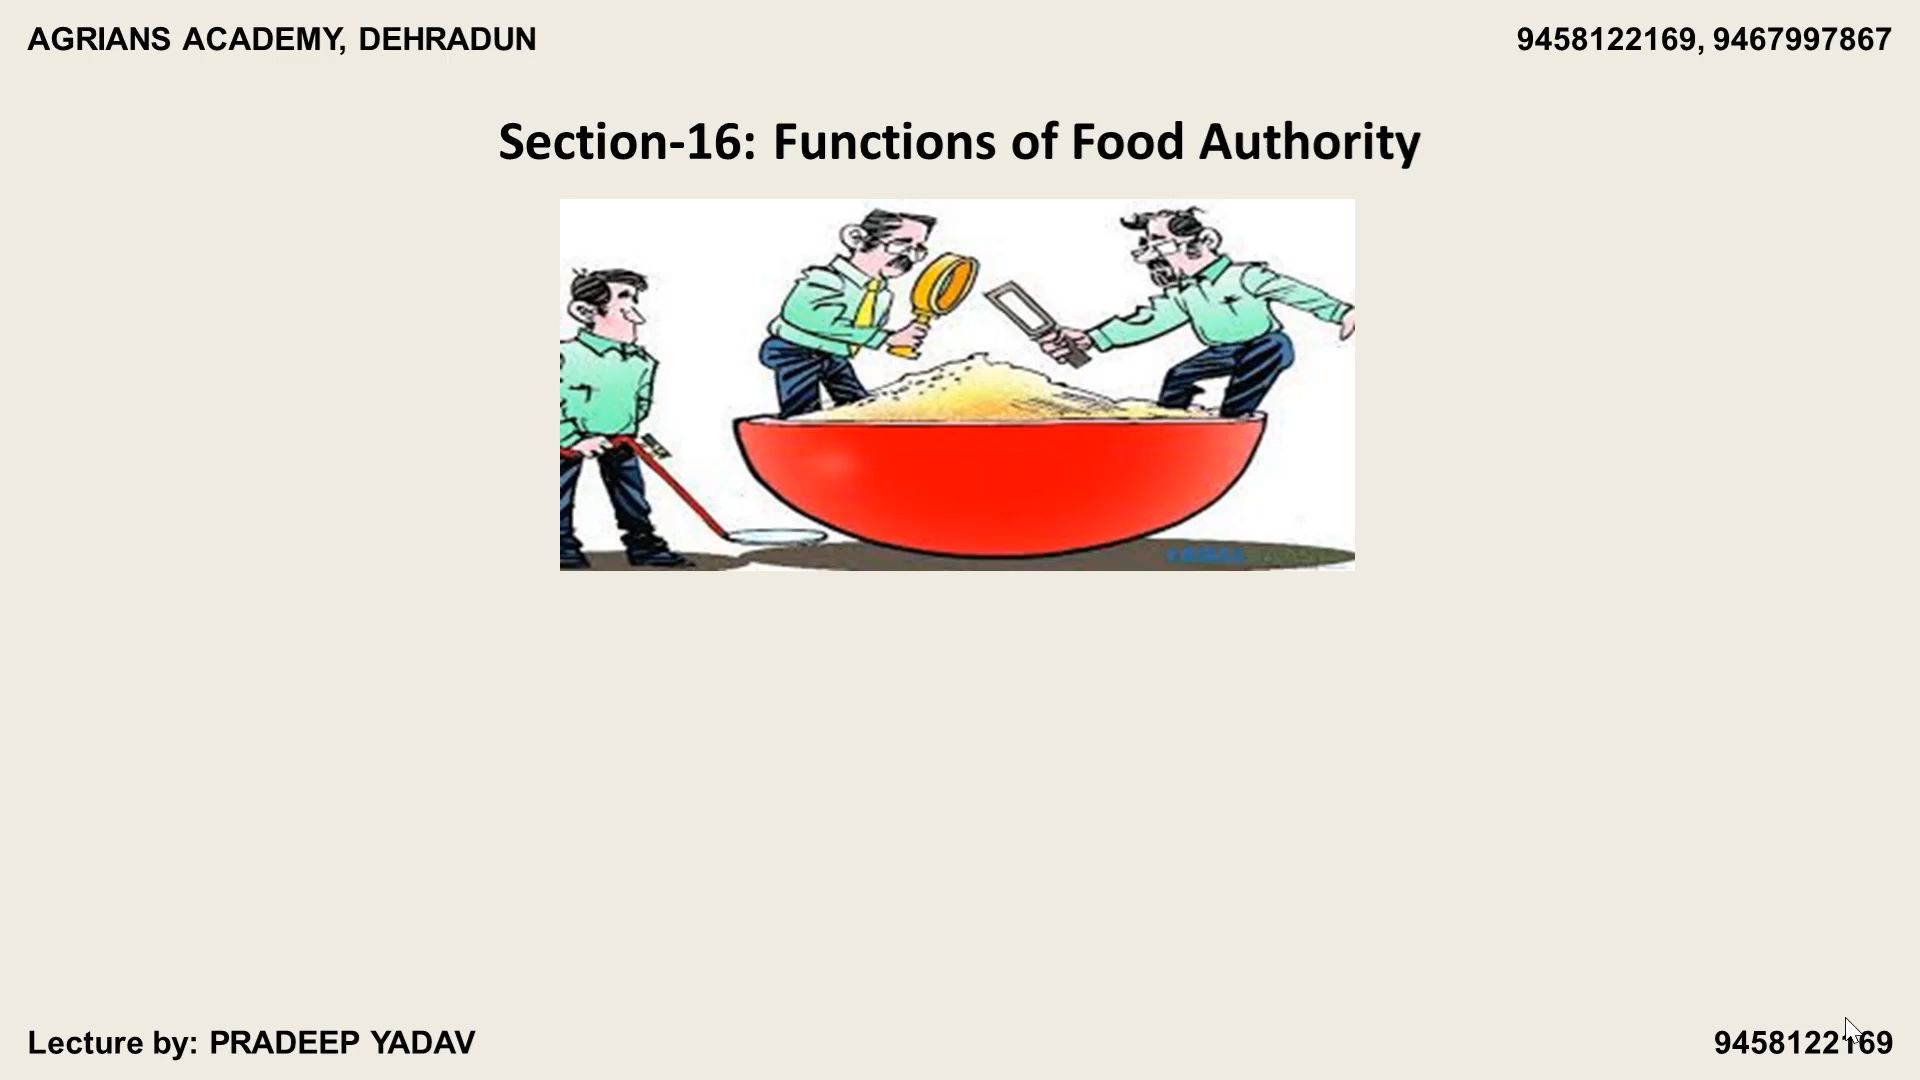 AGRIANS ACADEMY, DEHRADUN
9458122169, 9467997867
Section-16: Functions of Food Authority
Lecture by: PRADEEP YADAV
9458122169